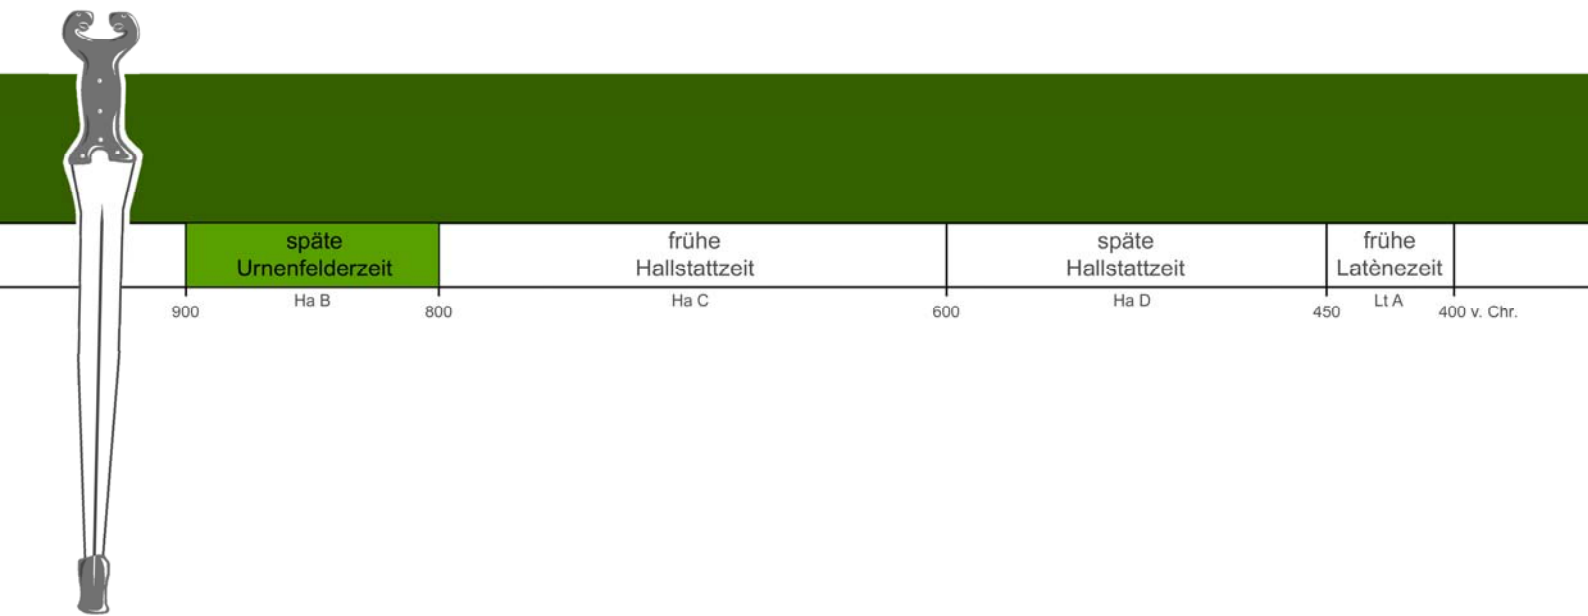 späte
Urnenfelderzeit
frühe
Hallstattzeit
späte
Hallstattzeit
frühe
Latènezeit
Ha B
Ha C
Ha D
Lt A
900
800
600
450
400 v. Chr.